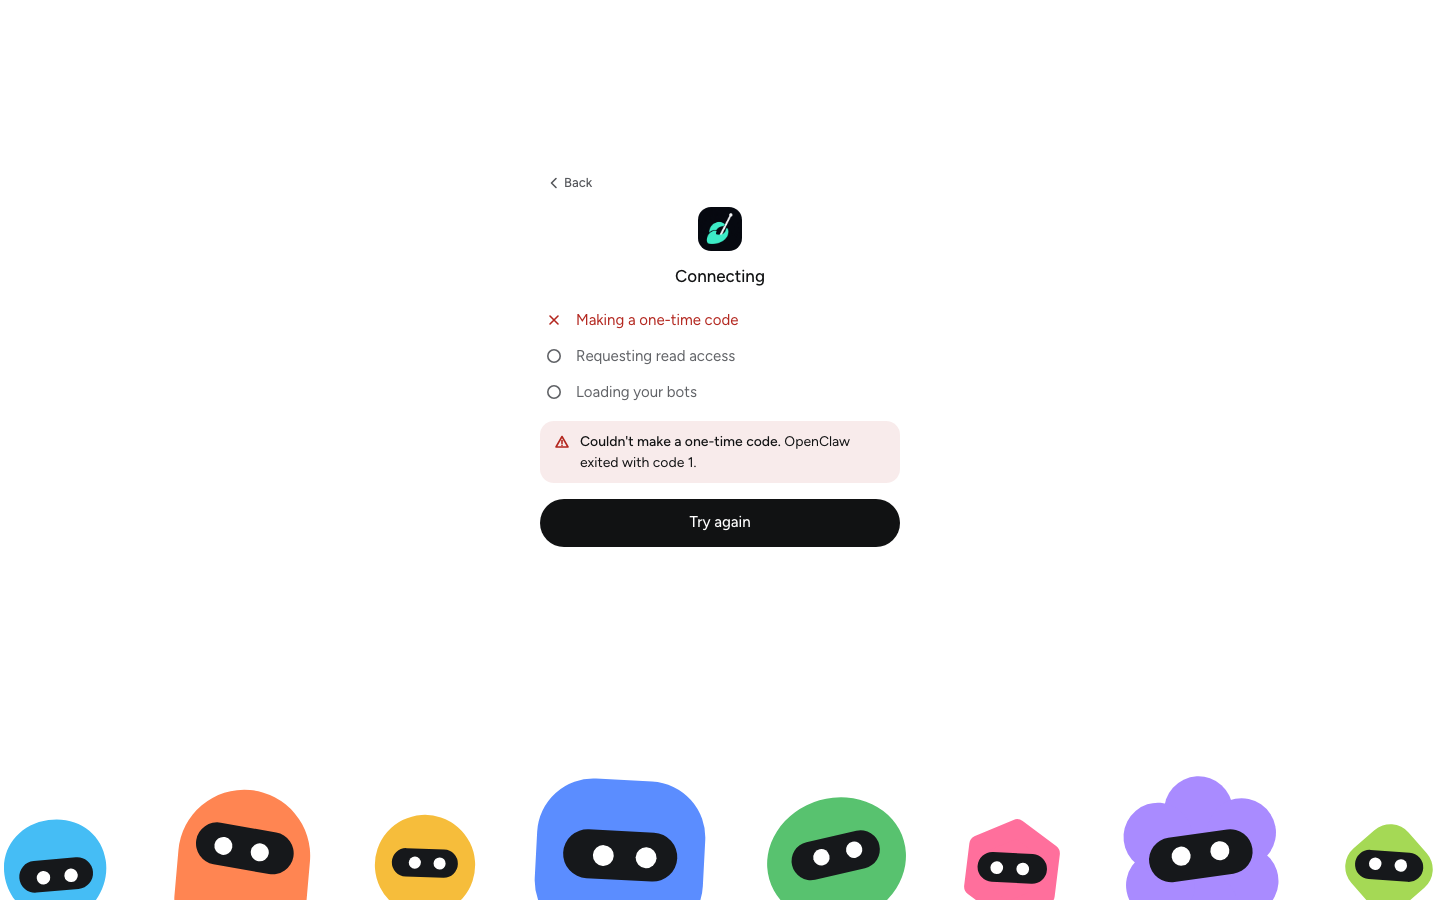 Back
Connecting
Making a one-time code
Requesting read access
Loading your bots
Couldn't make a one-time code. OpenClaw
exited with code 1.
Try again